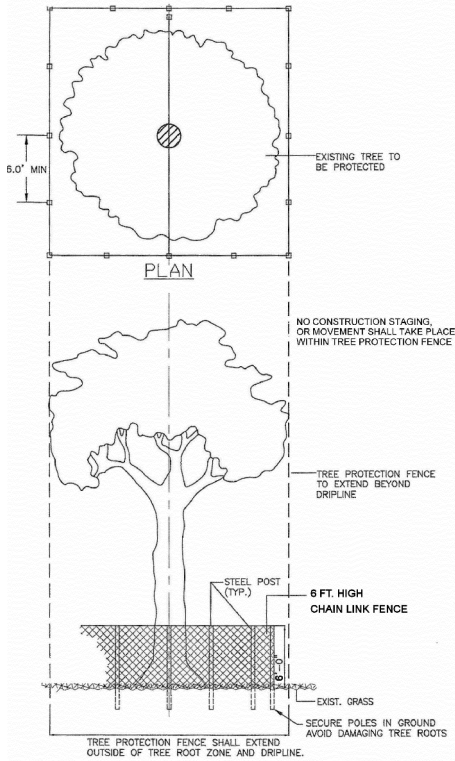 6.0' MIN
EXISTING TREE TO
BE PROTECTED
PLAN
NO CONSTRUCTION STAGING,
OR MOVEMENT SHALL TAKE PLACE
WITHIN TREE PROTECTION FENCE
TREE PROTECTION FENCE
TO EXTEND BEYOND
DRIPLINE
STEEL POST
(TYP.)
6 FT. HIGH
CHAIN LINK FENCE
6'-0"
EXIST. GRASS
SECURE POLES IN GROUND
AVOID DAMAGING TREE ROOTS
TREE PROTECTION FENCE SHALL EXTEND
OUTSIDE OF TREE ROOT ZONE AND DRIPLINE.